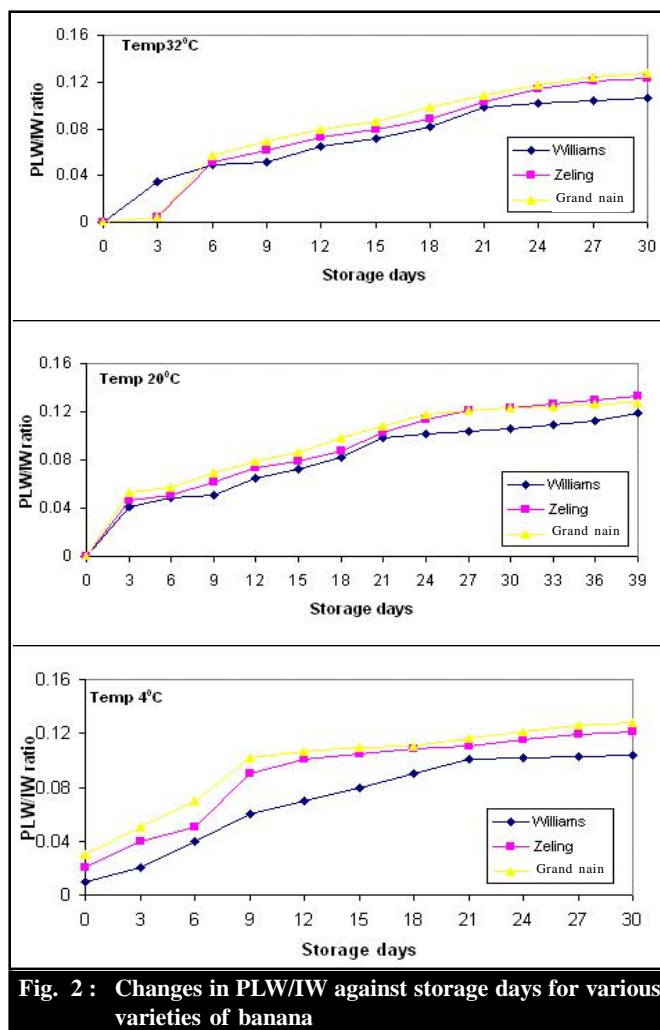 Temp32⁰C
PLW/IW ratio
0.16
0.12
0.08
0.04
0
Williams
Zeling
Grand nain
0 3 6 9 12 15 18 21 24 27 30
Storage days
Temp 20⁰C
PLW/IW ratio
0.16
0.12
0.08
0.04
0
Williams
Zeling
Grand nain
0 3 6 9 12 15 18 21 24 27 30 33 36 39
Storage days
Temp 4⁰C
PLW/IW ratio
0.16
0.12
0.08
0.04
0
Williams
Zeling
Grand nain
0 3 6 9 12 15 18 21 24 27 30
Storage days
Fig. 2 : Changes in PLW/IW against storage days for various
varieties of banana